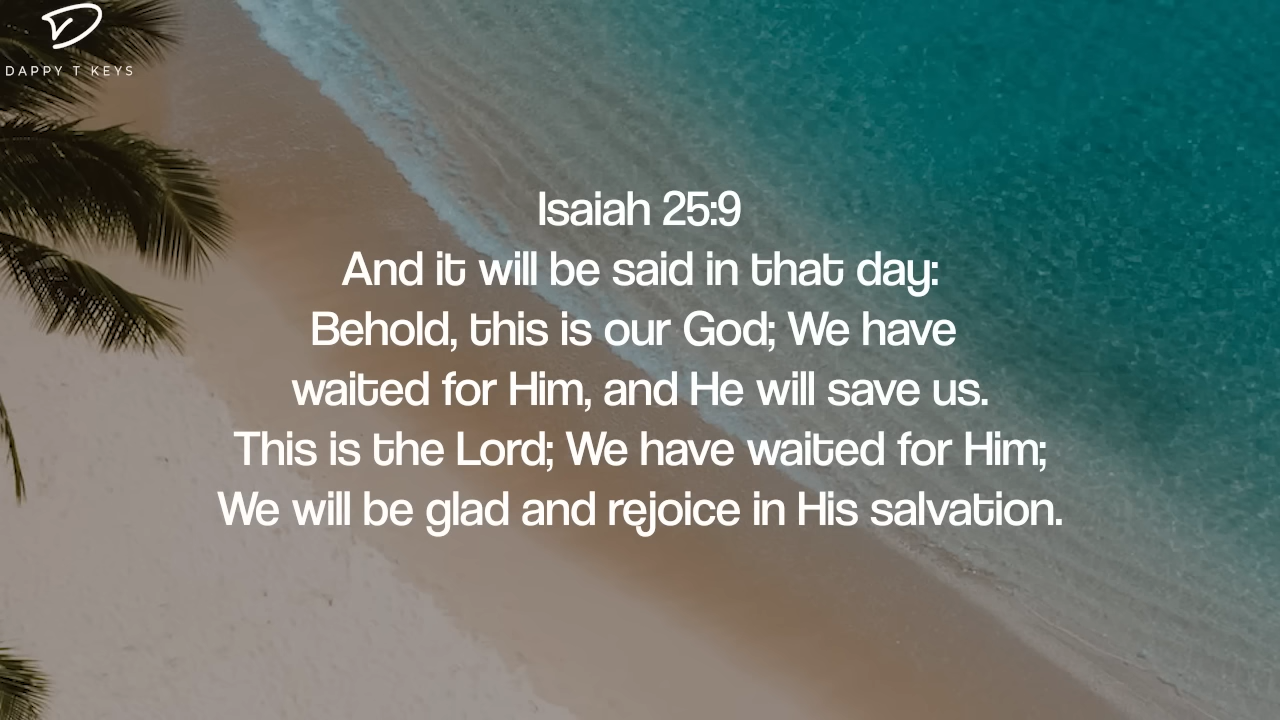 DAPPY T KEYS
Isaiah 25:9
And it will be said in that day:
Behold, this is our God; We have
waited for Him, and He will save us.
This is the Lord; We have waited for Him;
We will be glad and rejoice in His salvation.